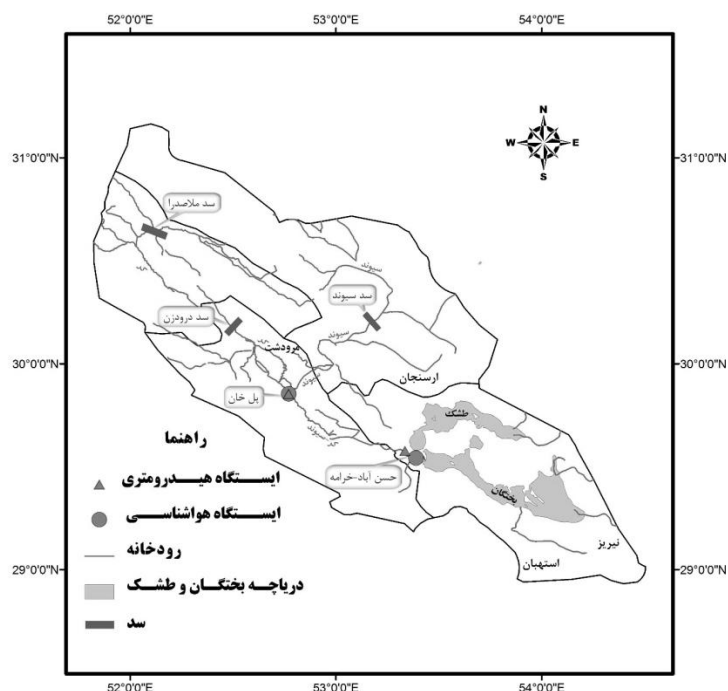 52°0'0"E 53°0'0"E 54°0'0"E
N
W E
S
31°0'0"N 31°0'0"N
سد ملاصدرا
سیوند
سد سیوند
سد درودزن
سیوند
مرودشت
30°0'0"N 30°0'0"N
ارسنجان
سیوند
پل خان
طشک
راهنما
حسن آباد-خرامه
بختگان
ایستگاه هیدرومتری
ایستگاه هواشناسی
نیریز
رودخانه
استهبان
29°0'0"N 29°0'0"N
دریاچه بختگان و طشک
سد
52°0'0"E 53°0'0"E 54°0'0"E